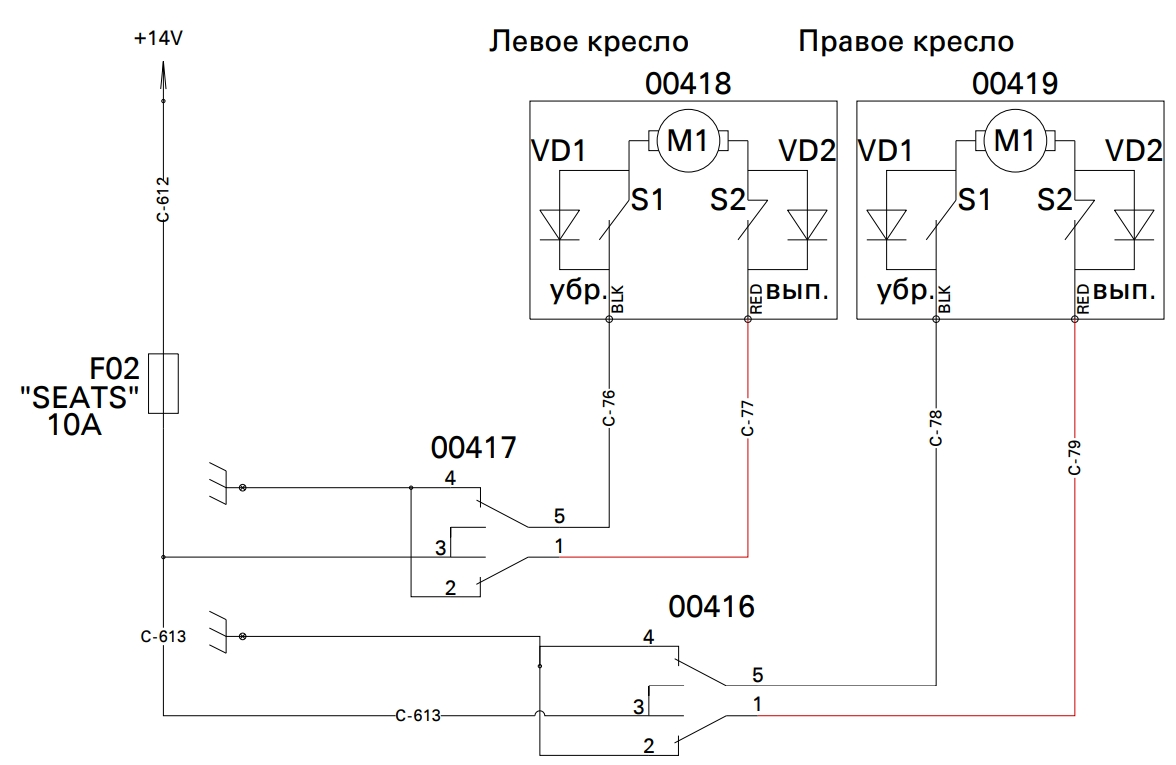 +14V
Левое кресло
Правое кресло
00418
00419
M1
M1
VD1
VD2
VD1
VD2
S1
S2
S1
S2
C-612
убр.
BLK
RED
вып.
убр.
BLK
RED
вып.
F02
"SEATS"
10A
C-76
C-77
C-78
C-79
00417
4
5
3
1
2
00416
C-613
4
5
3
1
C-613
2